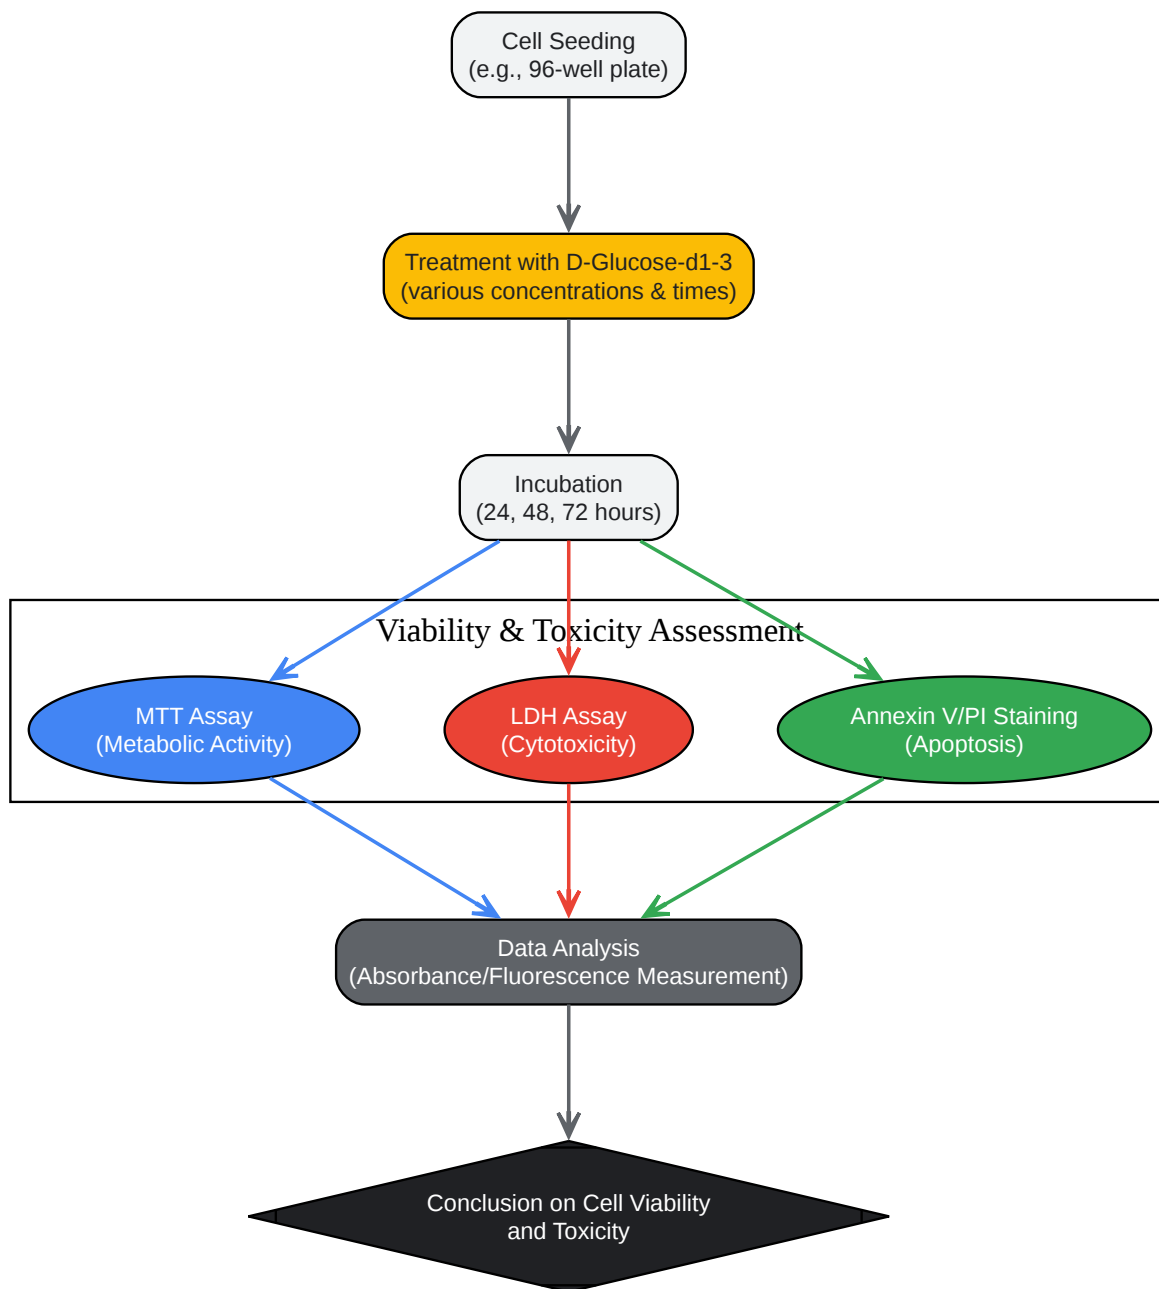 Cell Seeding
(e.g., 96-well plate)
Treatment with D-Glucose-d1-3
(various concentrations & times)
Incubation
(24, 48, 72 hours)
Viability & Toxicity Assessment
MTT Assay
(Metabolic Activity)
LDH Assay
(Cytotoxicity)
Annexin V/PI Staining
(Apoptosis)
Data Analysis
(Absorbance/Fluorescence Measurement)
Conclusion on Cell Viability
and Toxicity